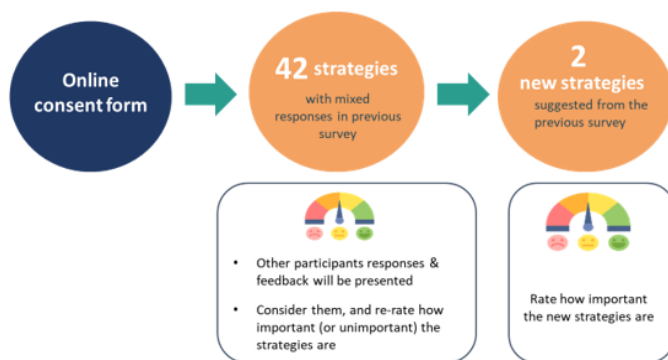 Online
consent form
42 strategies
with mixed
responses in previous
survey
2
new strategies
suggested from the
previous survey
• Other participants responses &
feedback will be presented
• Consider them, and re-rate how
important (or unimportant) the
strategies are
Rate how important
the new strategies are